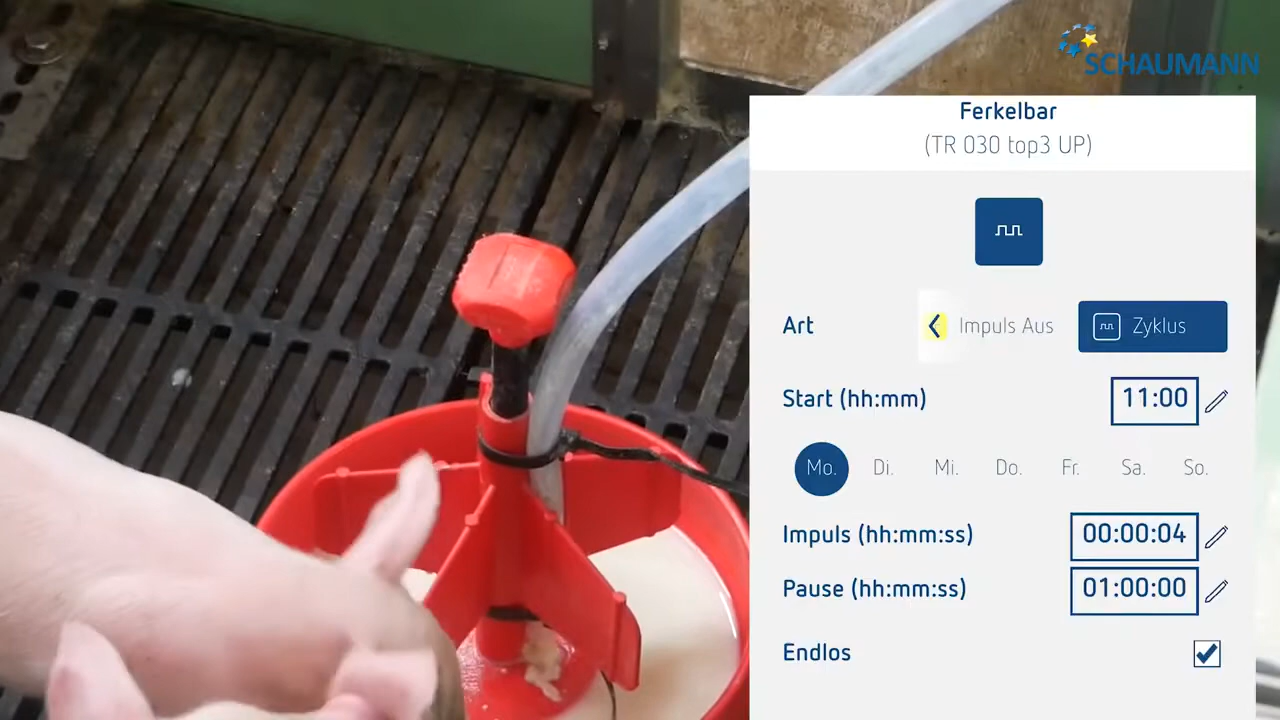 SCHAUMANN
Ferkelbar
(TR 030 top3 UP)
Art
Impuls Aus
Zyklus
Start (hh:mm)
11:00
Mo. Di. Mi. Do. Fr. Sa. So.
Impuls (hh:mm:ss)
00:00:04
Pause (hh:mm:ss)
01:00:00
Endlos